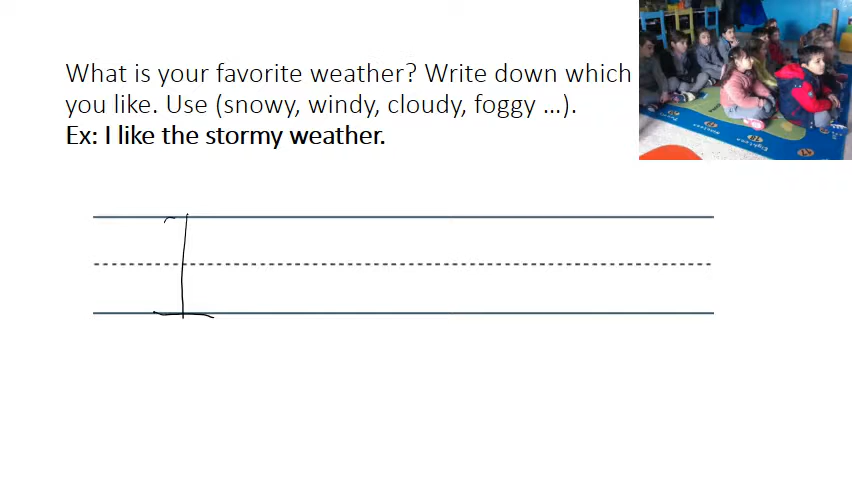 What is your favorite weather? Write down which
you like. Use (snowy, windy, cloudy, foggy ...).
Ex: I like the stormy weather.
I